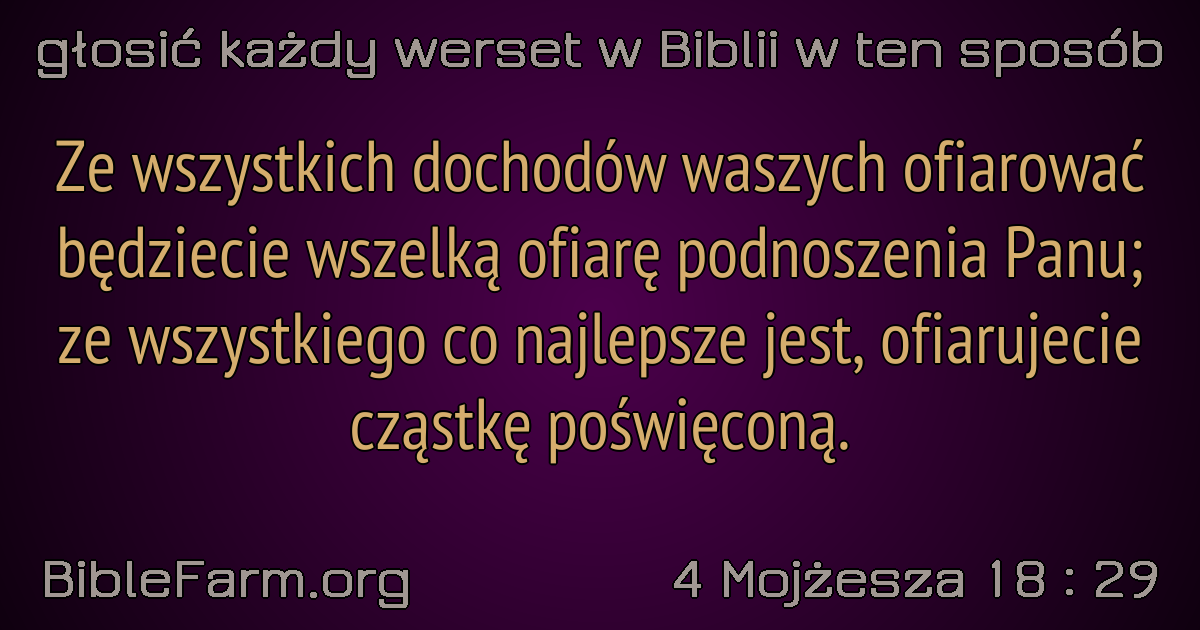 głosić każdy werset w Biblii w ten sposób
Ze wszystkich dochodów waszych ofiarować
będziecie wszelką ofiarę podnoszenia Panu;
ze wszystkiego co najlepsze jest, ofiarujecie
cząstkę poświęconą.
BibleFarm.org
4 Mojżesza 18 : 29